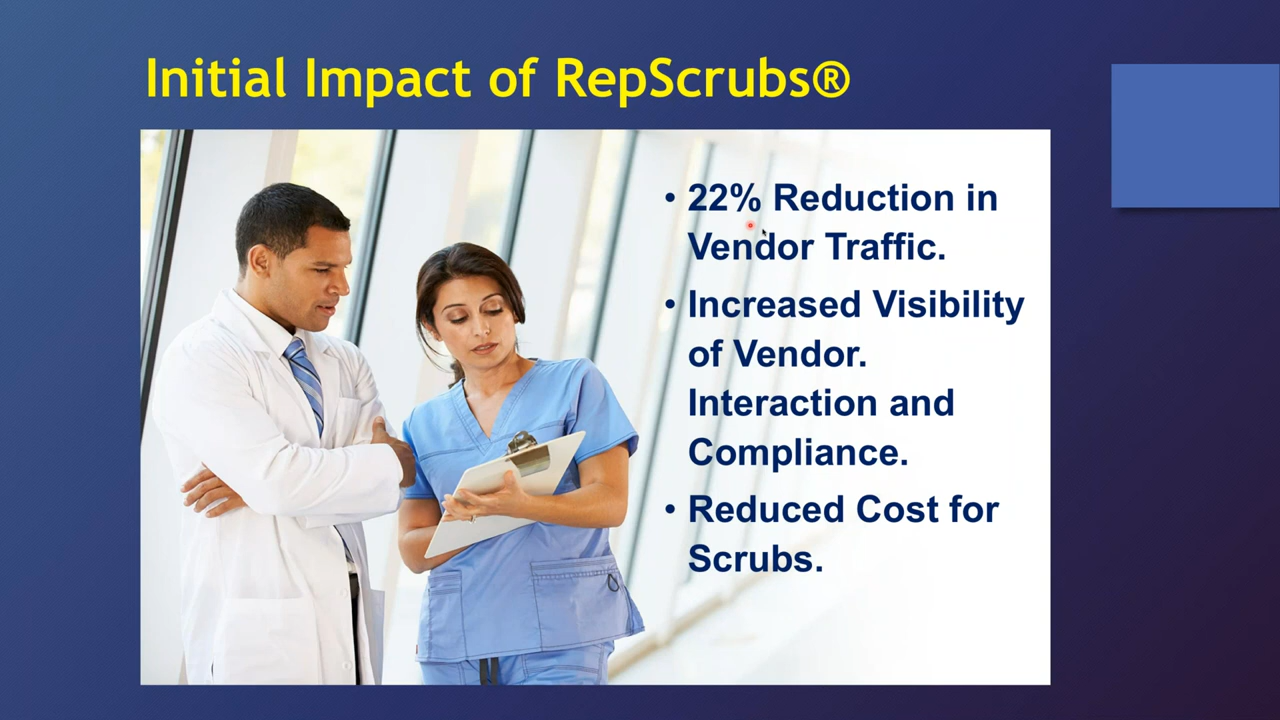 Initial Impact of RepScrubs®
• 22% Reduction in
Vendor Traffic.
• Increased Visibility
of Vendor.
Interaction and
Compliance.
• Reduced Cost for
Scrubs.